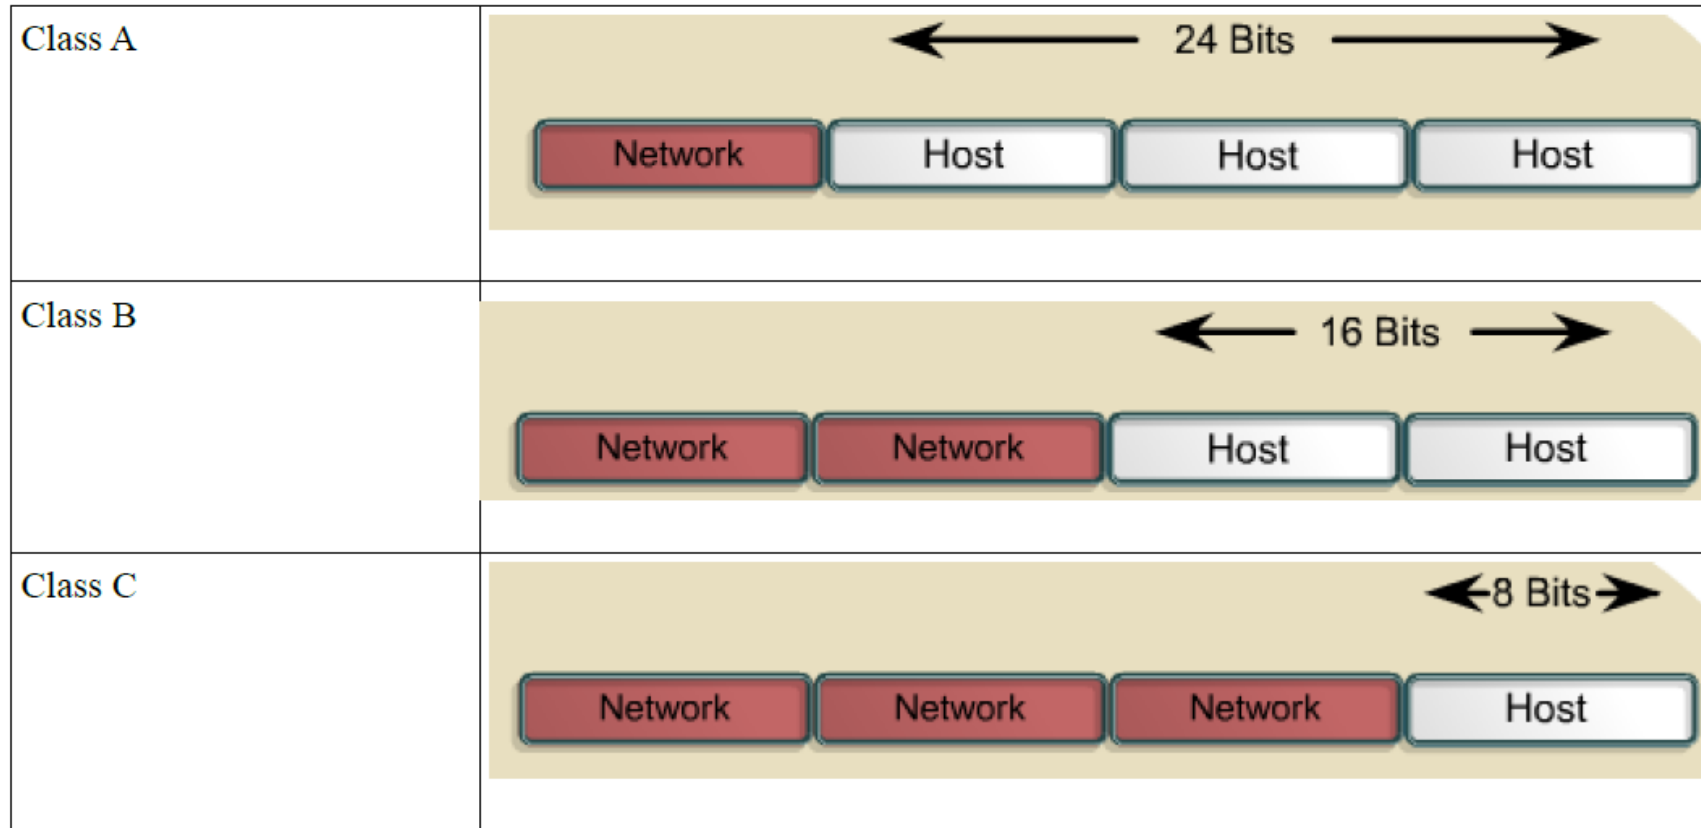 Class A
24 Bits
Network Host Host Host
Class B
16 Bits
Network Network Host Host
Class C
8 Bits
Network Network Network Host